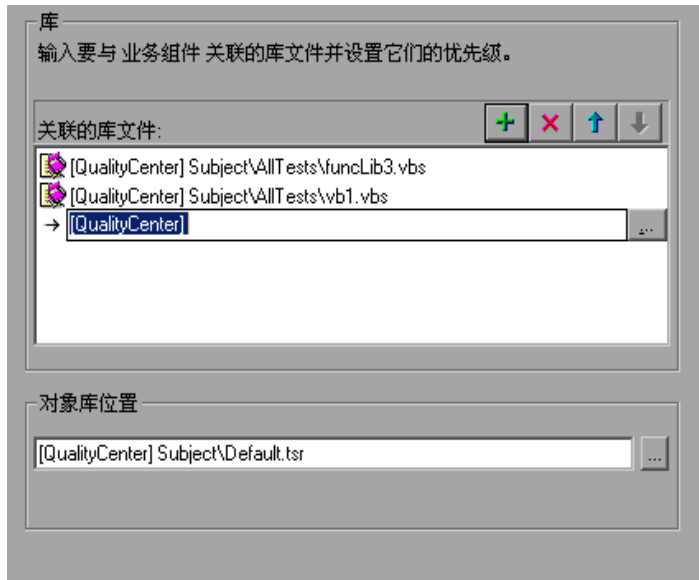 库
输入要与 业务组件 关联的库文件并设置它们的优先级。
关联的库文件:
[QualityCenter] Subject\AllTests\funcLib3.vbs
[QualityCenter] Subject\AllTests\vb1.vbs
[QualityCenter]
...
对象库位置
[QualityCenter] Subject\Default.tsr
...